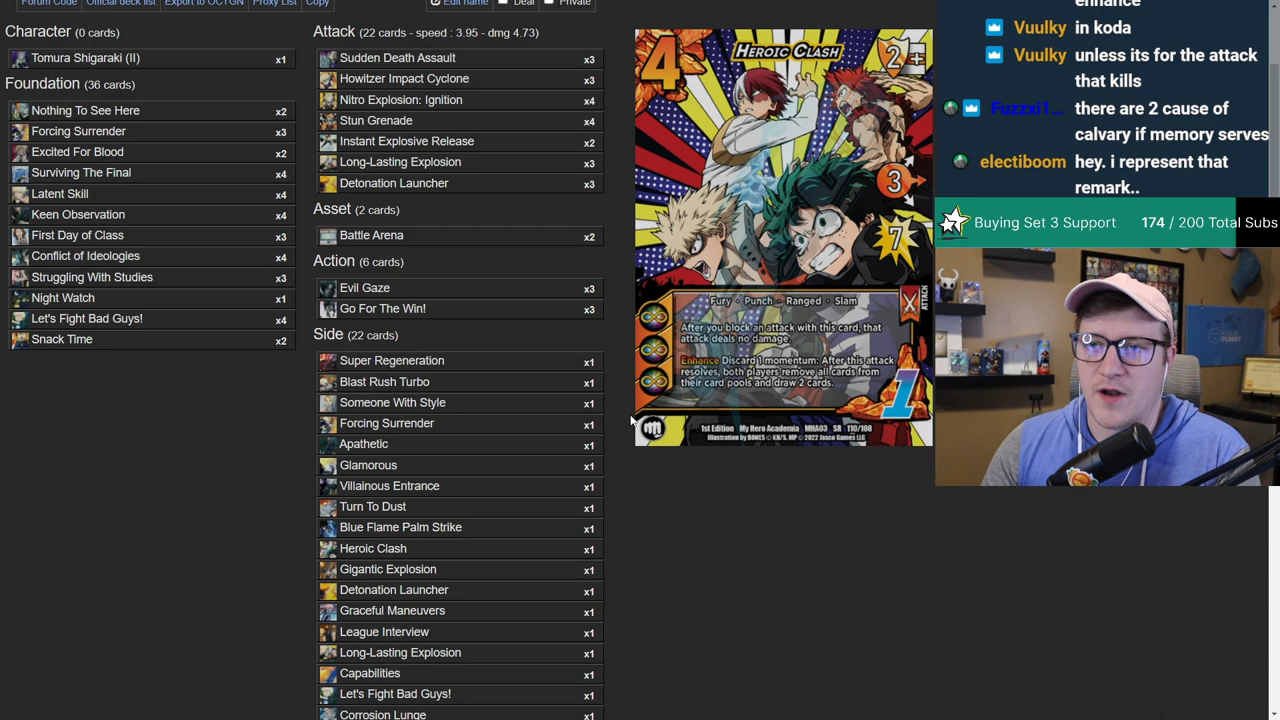 Forum Code
Official deck list
Export to OCTGN
Proxy List
Copy
Edit name
Deal
Private
Character (0 cards)
Tomura Shigaraki (II) x1
Foundation (36 cards)
Nothing To See Here x2
Forcing Surrender x3
Excited For Blood x2
Surviving The Final x4
Latent Skill x4
Keen Observation x4
First Day of Class x3
Conflict of Ideologies x4
Struggling With Studies x3
Night Watch x1
Let's Fight Bad Guys! x4
Snack Time x2
Attack (22 cards - speed : 3.95 - dmg 4.73)
Sudden Death Assault x3
Howitzer Impact Cyclone x3
Nitro Explosion: Ignition x4
Stun Grenade x4
Instant Explosive Release x2
Long-Lasting Explosion x3
Detonation Launcher x3
Asset (2 cards)
Battle Arena x2
Action (6 cards)
Evil Gaze x3
Go For The Win! x3
Side (22 cards)
Super Regeneration x1
Blast Rush Turbo x1
Someone With Style x1
Forcing Surrender x1
Apathetic x1
Glamorous x1
Villainous Entrance x1
Turn To Dust x1
Blue Flame Palm Strike x1
Heroic Clash x1
Gigantic Explosion x1
Detonation Launcher x1
Graceful Maneuvers x1
League Interview x1
Long-Lasting Explosion x1
Capabilities x1
Let's Fight Bad Guys! x1
Corrosion Lunge x1
4
HEROIC CLASH
2 +
3
7
Fury · Punch · Ranged · Slam
ATTACK
After you block an attack with this card, that
attack deals no damage.
Enhance Discard 1 momentum: After this attack
resolves, both players remove all cards from
their card pools and draw 2 cards.
1
1st Edition My Hero Academia MHA03 SR 110/108
Illustration by BONES © KH/S, MP © 2022 Jasco Games LLC
enhance
Vuulky in koda
Vuulky unless its for the attack
that kills
Fuzzxi1... there are 2 cause of
calvary if memory serves
electiboom hey. i represent that
remark..
Buying Set 3 Support 174 / 200 Total Subs